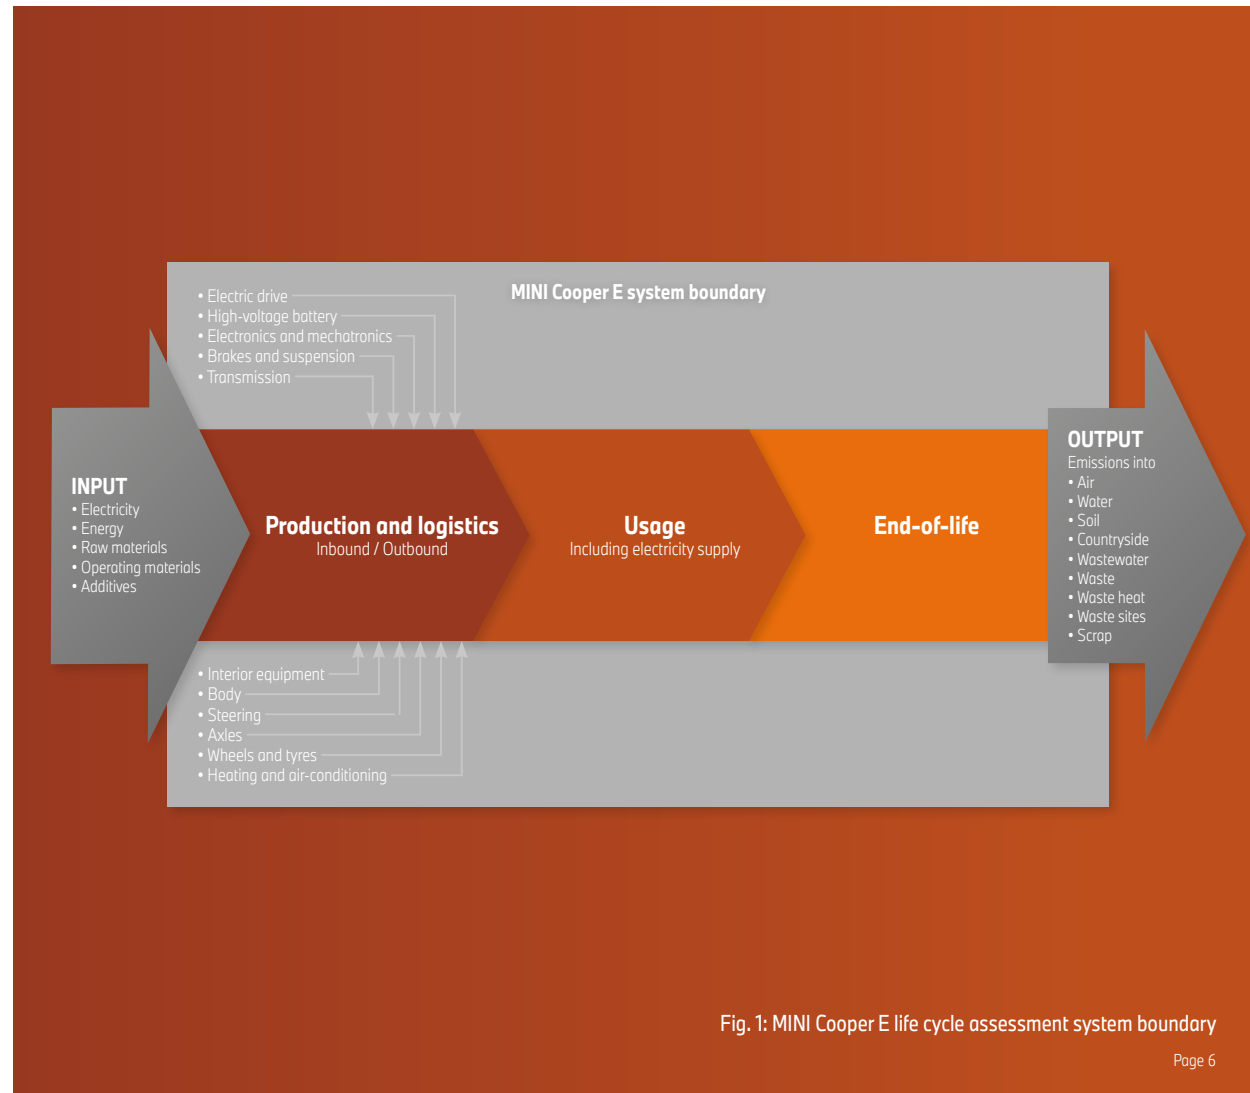 MINI Cooper E system boundary
• Electric drive
• High-voltage battery
• Electronics and mechatronics
• Brakes and suspension
• Transmission
INPUT
• Electricity
• Energy
• Raw materials
• Operating materials
• Additives
Production and logistics
Inbound / Outbound
Usage
Including electricity supply
End-of-life
OUTPUT
Emissions into
• Air
• Water
• Soil
• Countryside
• Wastewater
• Waste
• Waste heat
• Waste sites
• Scrap
• Interior equipment
• Body
• Steering
• Axles
• Wheels and tyres
• Heating and air-conditioning
Fig. 1: MINI Cooper E life cycle assessment system boundary
Page 6